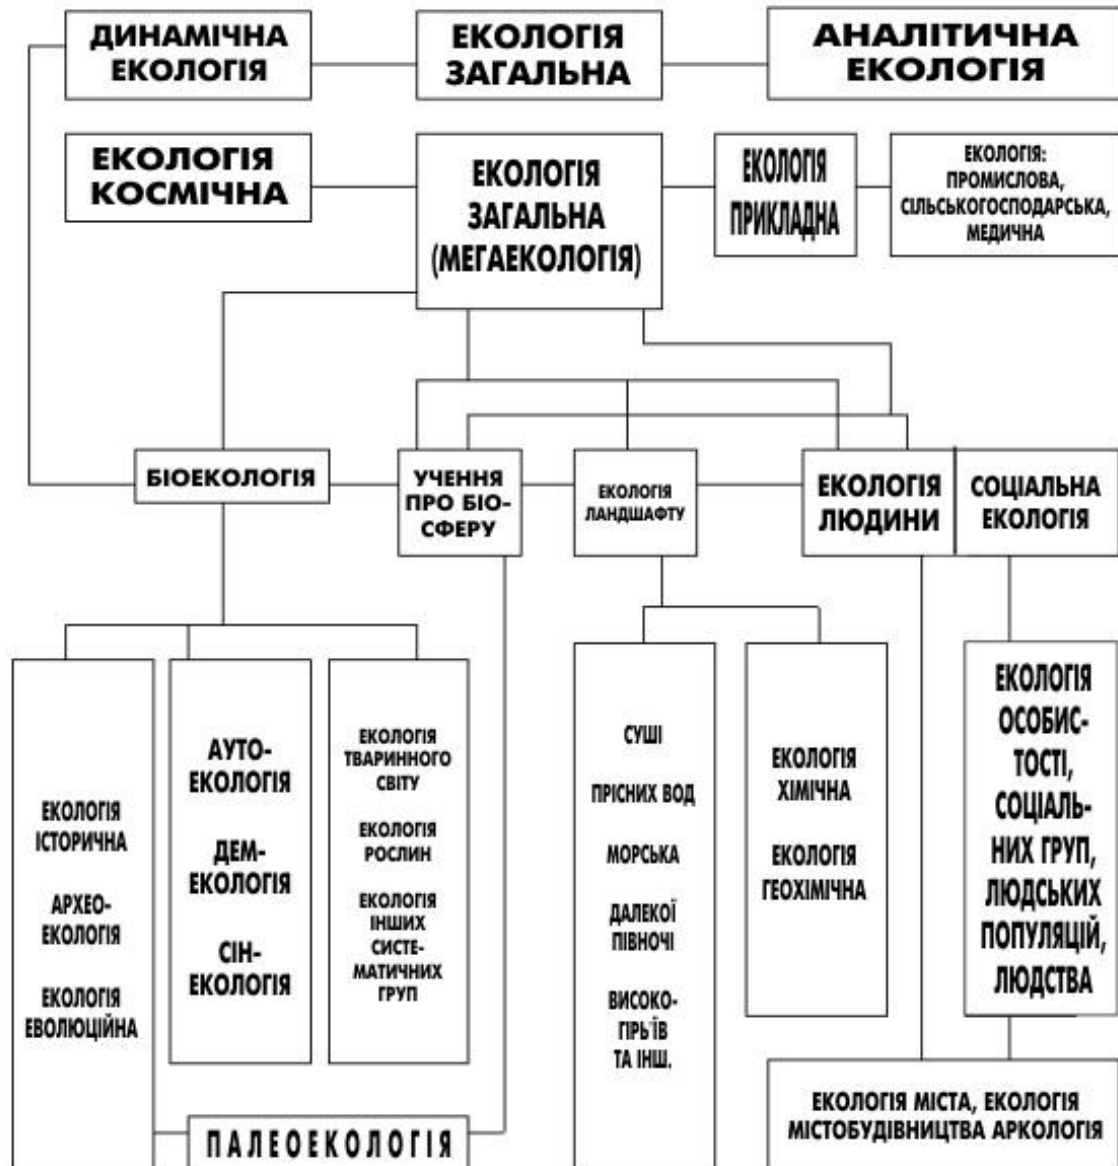 ДИНАМІЧНА
ЕКОЛОГІЯ
ЕКОЛОГІЯ
ЗАГАЛЬНА
АНАЛІТИЧНА
ЕКОЛОГІЯ
ЕКОЛОГІЯ
КОСМІЧНА
ЕКОЛОГІЯ
ЗАГАЛЬНА
(МЕГАЕКОЛОГІЯ)
ЕКОЛОГІЯ
ПРИКЛАДНА
ЕКОЛОГІЯ:
ПРОМИСЛОВА,
СІЛЬСЬКОГОСПОДАРСЬКА,
МЕДИЧНА
БІОЕКОЛОГІЯ
УЧЕННЯ
ПРО БІО-
СФЕРУ
ЕКОЛОГІЯ
ЛАНДШАФТУ
ЕКОЛОГІЯ
ЛЮДИНИ
СОЦІАЛЬНА
ЕКОЛОГІЯ
ЕКОЛОГІЯ
ІСТОРИЧНА
АРХЕО-
ЕКОЛОГІЯ
ЕКОЛОГІЯ
ЕВОЛЮЦІЙНА
АУТО-
ЕКОЛОГІЯ
ДЕМ-
ЕКОЛОГІЯ
СІН-
ЕКОЛОГІЯ
ЕКОЛОГІЯ
ТВАРИННОГО
СВІТУ
ЕКОЛОГІЯ
РОСЛИН
ЕКОЛОГІЯ
ІНШИХ
СИСТЕ-
МАТИЧНИХ
ГРУП
СУШІ
ПРІСНИХ ВОД
МОРСЬКА
ДАЛЕКОЇ
ПІВНОЧІ
ВИСОКО-
ГІРЬ'ЇВ
ТА ІНШ.
ЕКОЛОГІЯ
ХІМІЧНА
ЕКОЛОГІЯ
ГЕОХІМІЧНА
ЕКОЛОГІЯ
ОСОБИС-
ТОСТІ,
СОЦІАЛЬ-
НИХ ГРУП,
ЛЮДСЬКИХ
ПОПУЛЯЦІЙ,
ЛЮДСТВА
ПАЛЕОЕКОЛОГІЯ
ЕКОЛОГІЯ МІСТА, ЕКОЛОГІЯ
МІСТОБУДІВНИЦТВА АРКОЛОГІЯ